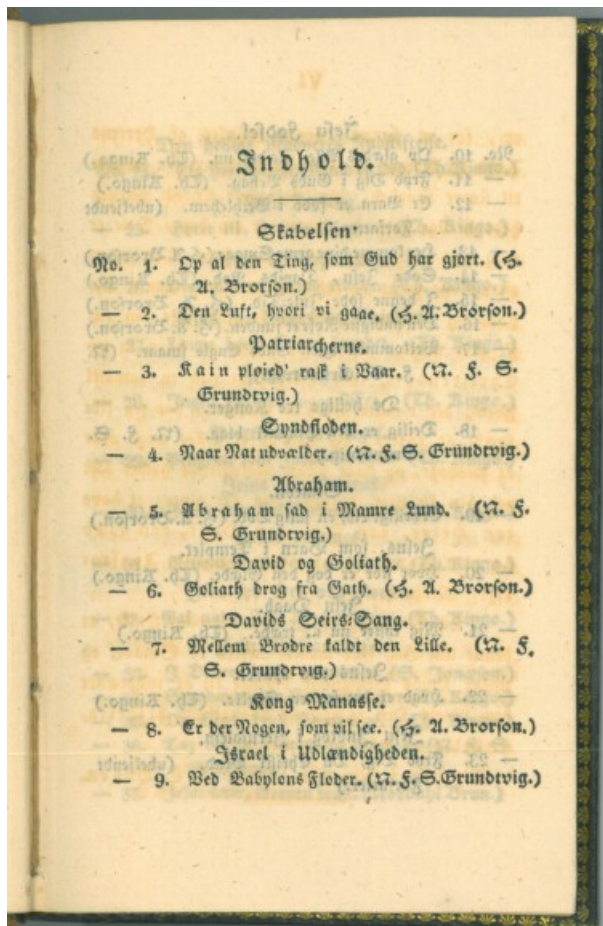 Indhold.
Skabelsen.
No. 1. Op al den Ting, som Gud har gjort. (H.
A. Brorson.)
— 2. Den Luft, hvori vi gaae, (H. A. Brorson.)
Patriarcherne.
— 3. Kain pløied' rask i Vaar. (N. F. S.
Grundtvig.)
Syndfloden.
— 4. Naar Nat udvælder. (N. F. S. Grundtvig.)
Abraham.
— 5. Abraham sad i Mamre Lund. (N. F.
S. Grundtvig.)
David og Goliath.
— 6. Goliath drog fra Gath. (H. A. Brorson.)
Davids Seirs-Sang.
— 7. Mellem Brødre kaldt den Lille. (N. F.
S. Grundtvig.)
Kong Manasse.
— 8. Er der Nogen, som vil see. (H. A. Brorson.)
Israel i Udlændigheden.
— 9. Ved Babylons Floder. (N. F. S. Grundtvig.)